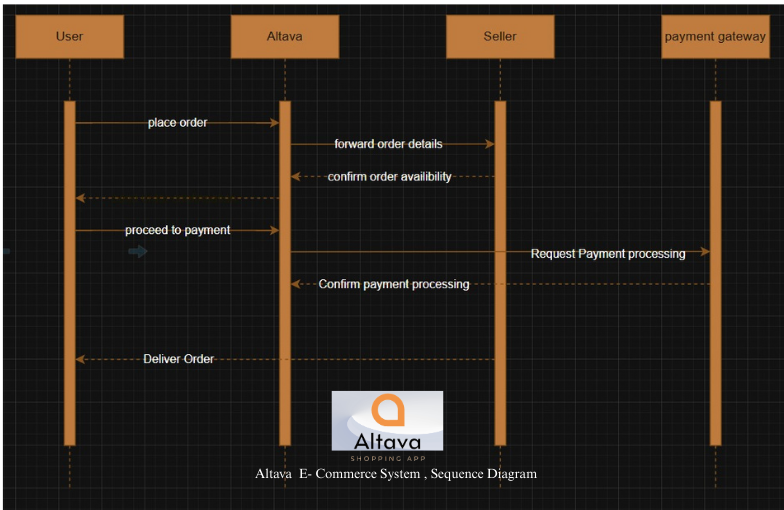 User
Altava
Seller
payment gateway
place order
forward order details
confirm order availibility
proceed to payment
Request Payment processing
Confirm payment processing
Deliver Order
Altava
SHOPPING APP
Altava E- Commerce System , Sequence Diagram